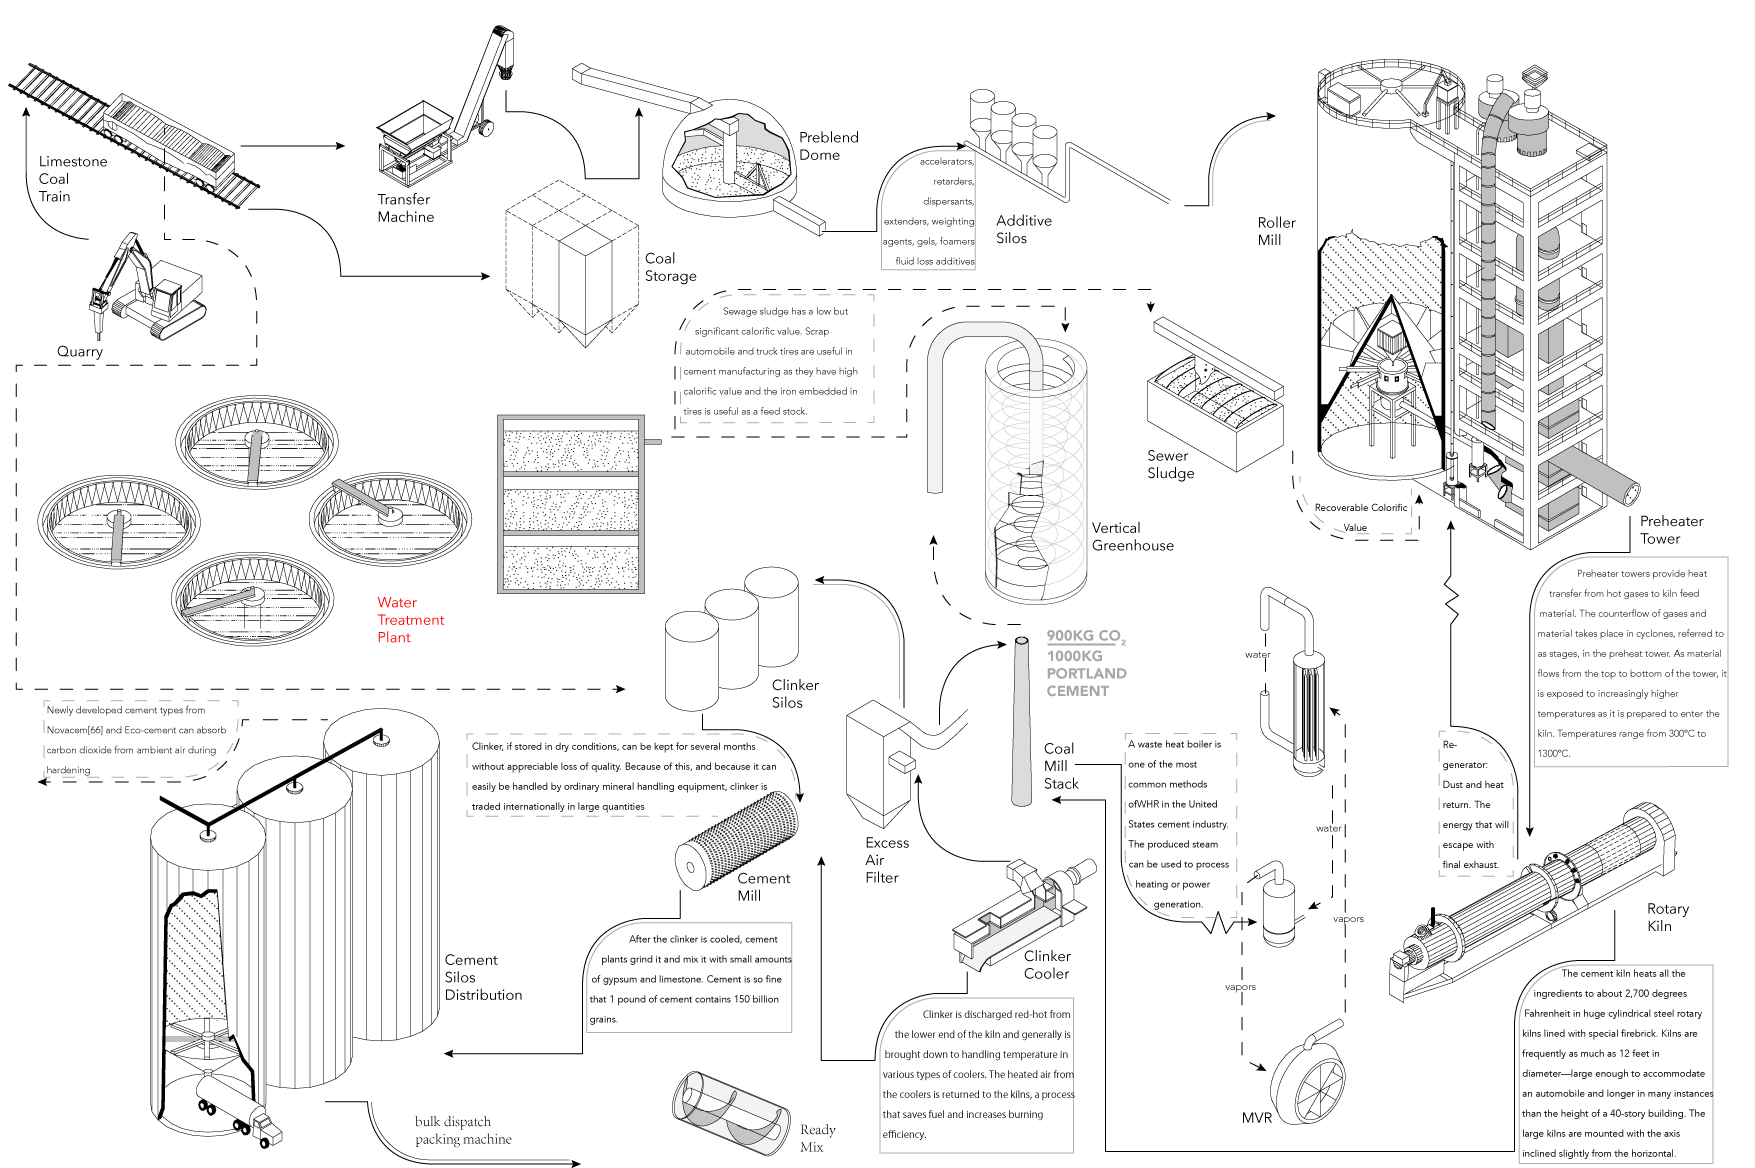 Limestone
Coal
Train
Transfer
Machine
Preblend
Dome
accelerators,
retarders,
dispersants,
extenders, weighting
agents, gels, foamers
fluid loss additives
Additive
Silos
Roller
Mill
Coal
Storage
Quarry
Sewage sludge has a low but
significant calorific value. Scrap
automobile and truck tires are useful in
cement manufacturing as they have high
calorific value and the iron embedded in
tires is useful as a feed stock.
Sewer
Sludge
Recoverable Colorific
Value
Preheater
Tower
Vertical
Greenhouse
Preheater towers provide heat
transfer from hot gases to kiln feed
material. The counterflow of gases and
material takes place in cyclones, referred to
as stages, in the preheat tower. As material
flows from the top to bottom of the tower, it
is exposed to increasingly higher
temperatures as it is prepared to enter the
kiln. Temperatures range from 300°C to
1300°C.
Water
Treatment
Plant
900KG CO2
1000KG
PORTLAND
CEMENT
water
Clinker
Silos
Newly developed cement types from
Novacem[66] and Eco-cement can absorb
carbon dioxide from ambient air during
hardening
Clinker, if stored in dry conditions, can be kept for several months
without appreciable loss of quality. Because of this, and because it can
easily be handled by ordinary mineral handling equipment, clinker is
traded internationally in large quantities
Coal
Mill
Stack
A waste heat boiler is
one of the most
common methods
ofWHR in the United
States cement industry.
The produced steam
can be used to process
heating or power
generation.
Re-
generator:
Dust and heat
return. The
energy that will
escape with
final exhaust.
water
Excess
Air
Filter
Cement
Mill
vapors
Rotary
Kiln
After the clinker is cooled, cement
plants grind it and mix it with small amounts
of gypsum and limestone. Cement is so fine
that 1 pound of cement contains 150 billion
grains.
Cement
Silos
Distribution
Clinker
Cooler
vapors
The cement kiln heats all the
ingredients to about 2,700 degrees
Fahrenheit in huge cylindrical steel rotary
kilns lined with special firebrick. Kilns are
frequently as much as 12 feet in
diameter—large enough to accommodate
an automobile and longer in many instances
than the height of a 40-story building. The
large kilns are mounted with the axis
inclined slightly from the horizontal.
Clinker is discharged red-hot from
the lower end of the kiln and generally is
brought down to handling temperature in
various types of coolers. The heated air from
the coolers is returned to the kilns, a process
that saves fuel and increases burning
efficiency.
MVR
bulk dispatch
packing machine
Ready
Mix